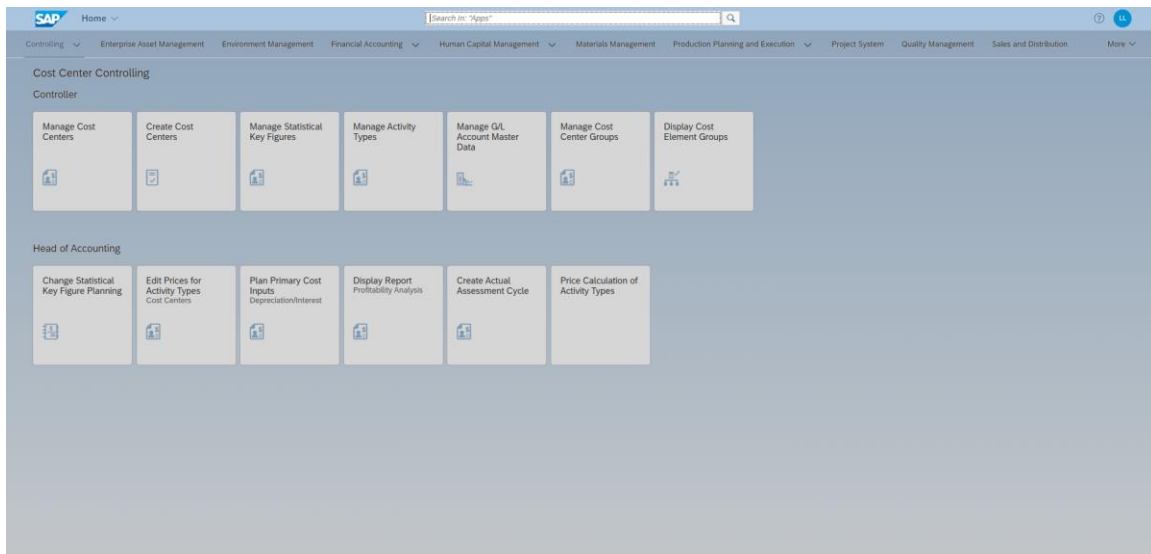 SAP Home
Search In: "Apps"
LL
Controlling Enterprise Asset Management Environment Management Financial Accounting Human Capital Management Materials Management Production Planning and Execution Project System Quality Management Sales and Distribution More
Cost Center Controlling
Controller
Manage Cost
Centers
Create Cost
Centers
Manage Statistical
Key Figures
Manage Activity
Types
Manage G/L
Account Master
Data
Manage Cost
Center Groups
Display Cost
Element Groups
Head of Accounting
Change Statistical
Key Figure Planning
Edit Prices for
Activity Types
Cost Canters
Plan Primary Cost
Inputs
Depreciation/Interest
Display Report
Profitability Analysis
Create Actual
Assessment Cycle
Price Calculation of
Activity Types